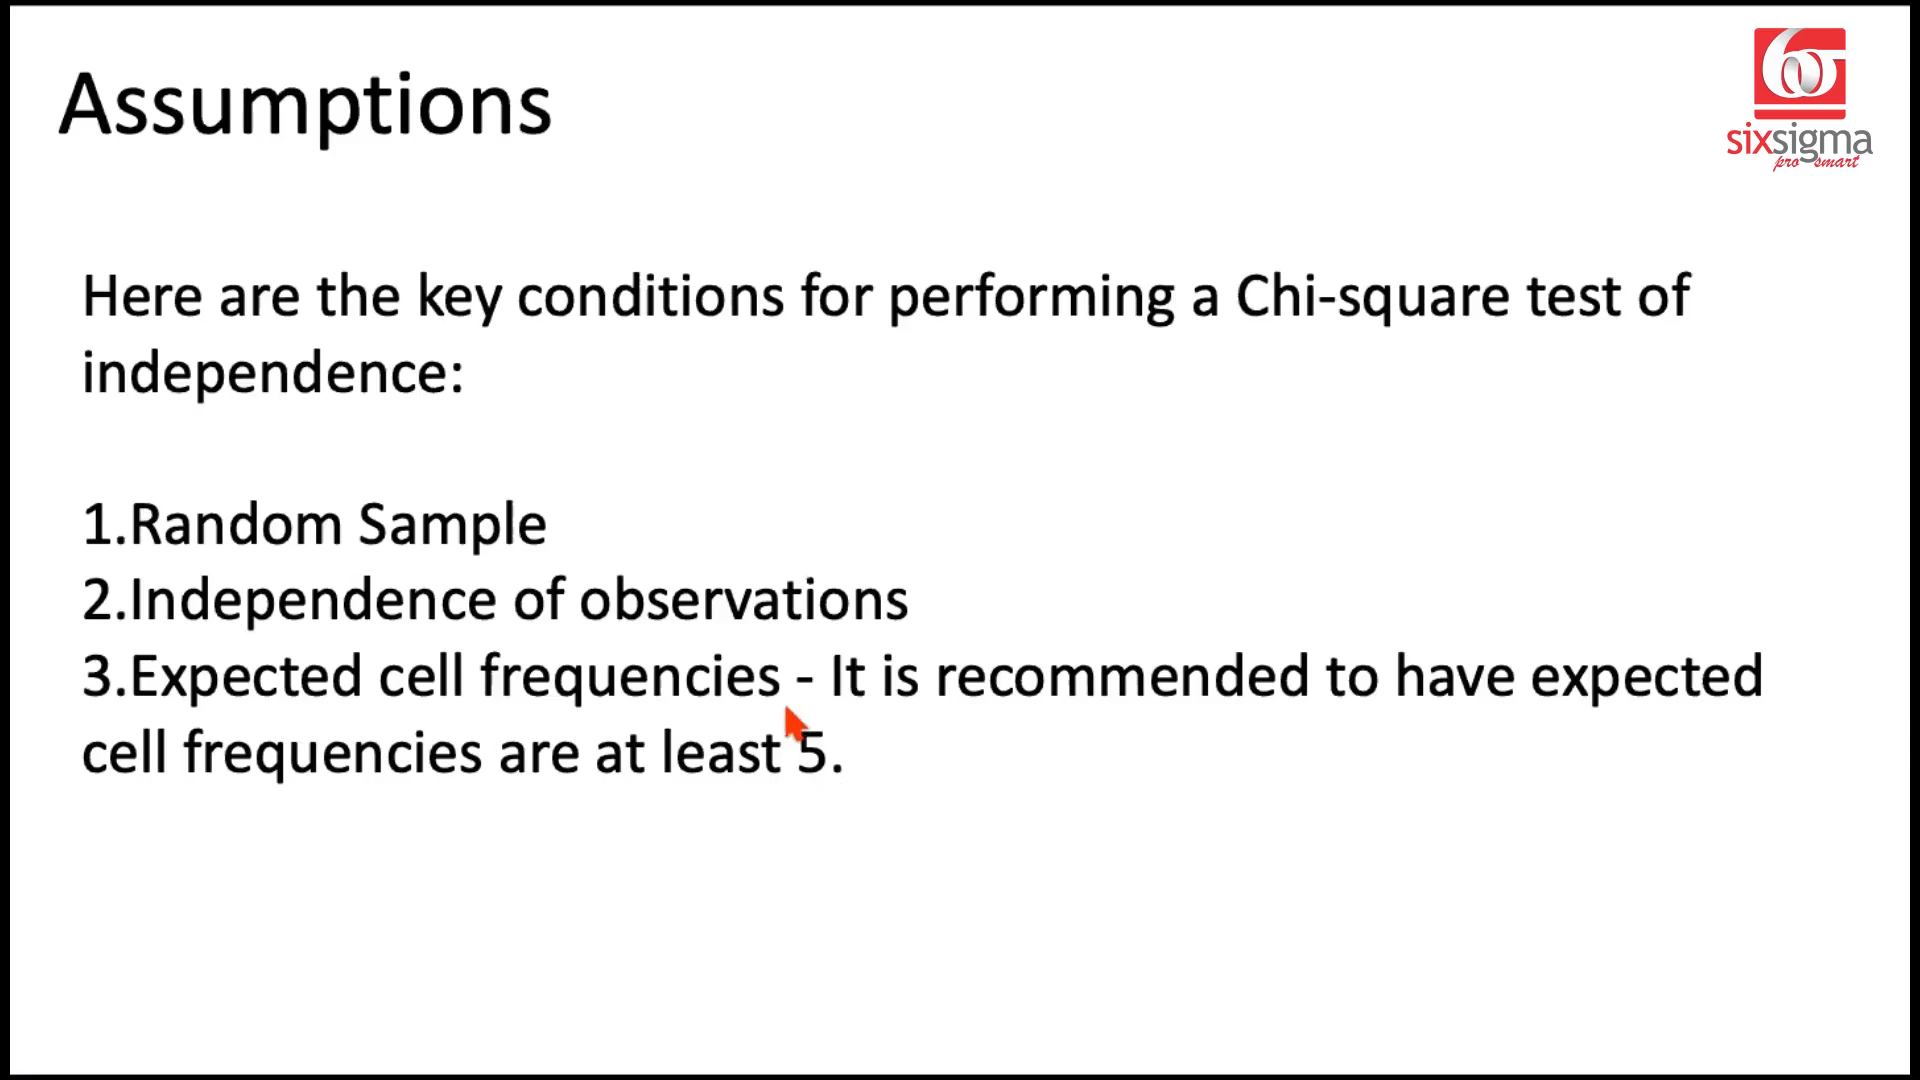 Assumptions
sixsigma
pro smart
Here are the key conditions for performing a Chi-square test of
independence:
1.Random Sample
2.Independence of observations
3.Expected cell frequencies - It is recommended to have expected
cell frequencies are at least 5.